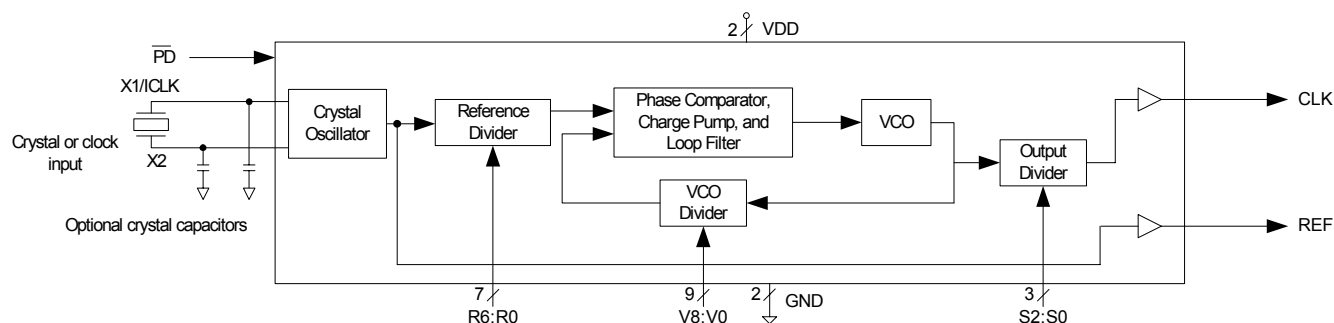 2 VDD
PD
X1/ICLK
Crystal or clock
input
X2
Optional crystal capacitors
Crystal
Oscillator
Reference
Divider
Phase Comparator,
Charge Pump, and
Loop Filter
VCO
VCO
Divider
Output
Divider
CLK
REF
7
R6:R0
9
V8:V0
2
GND
3
S2:S0